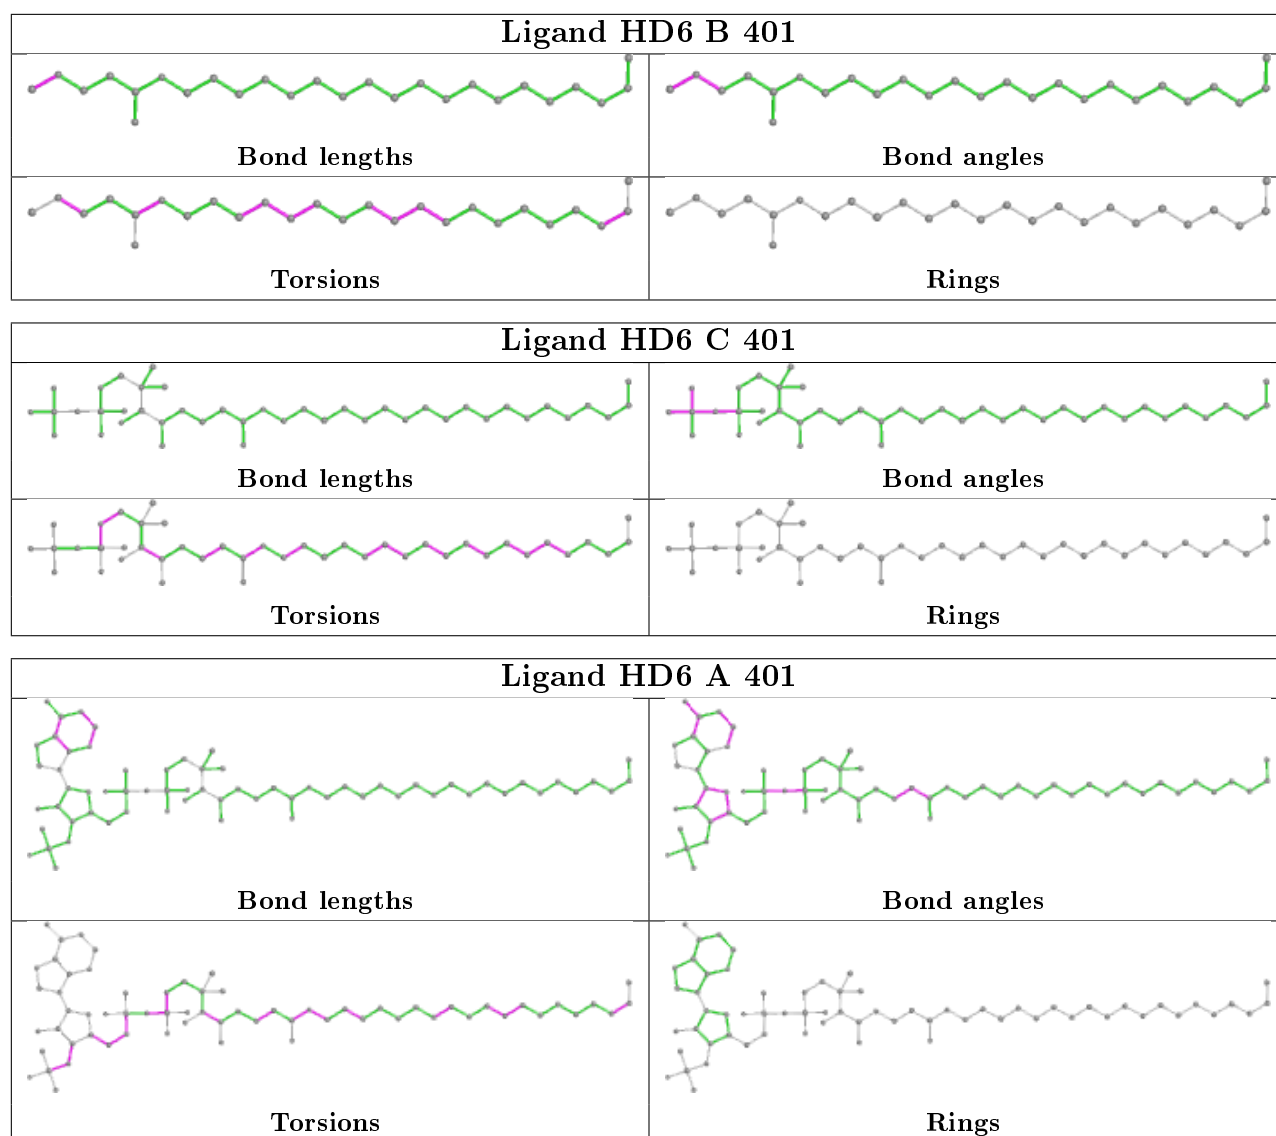 Ligand HD6 B 401
Bond lengths
Bond angles
Torsions
Rings
Ligand HD6 C 401
Bond lengths
Bond angles
Torsions
Rings
Ligand HD6 A 401
Bond lengths
Bond angles
Torsions
Rings